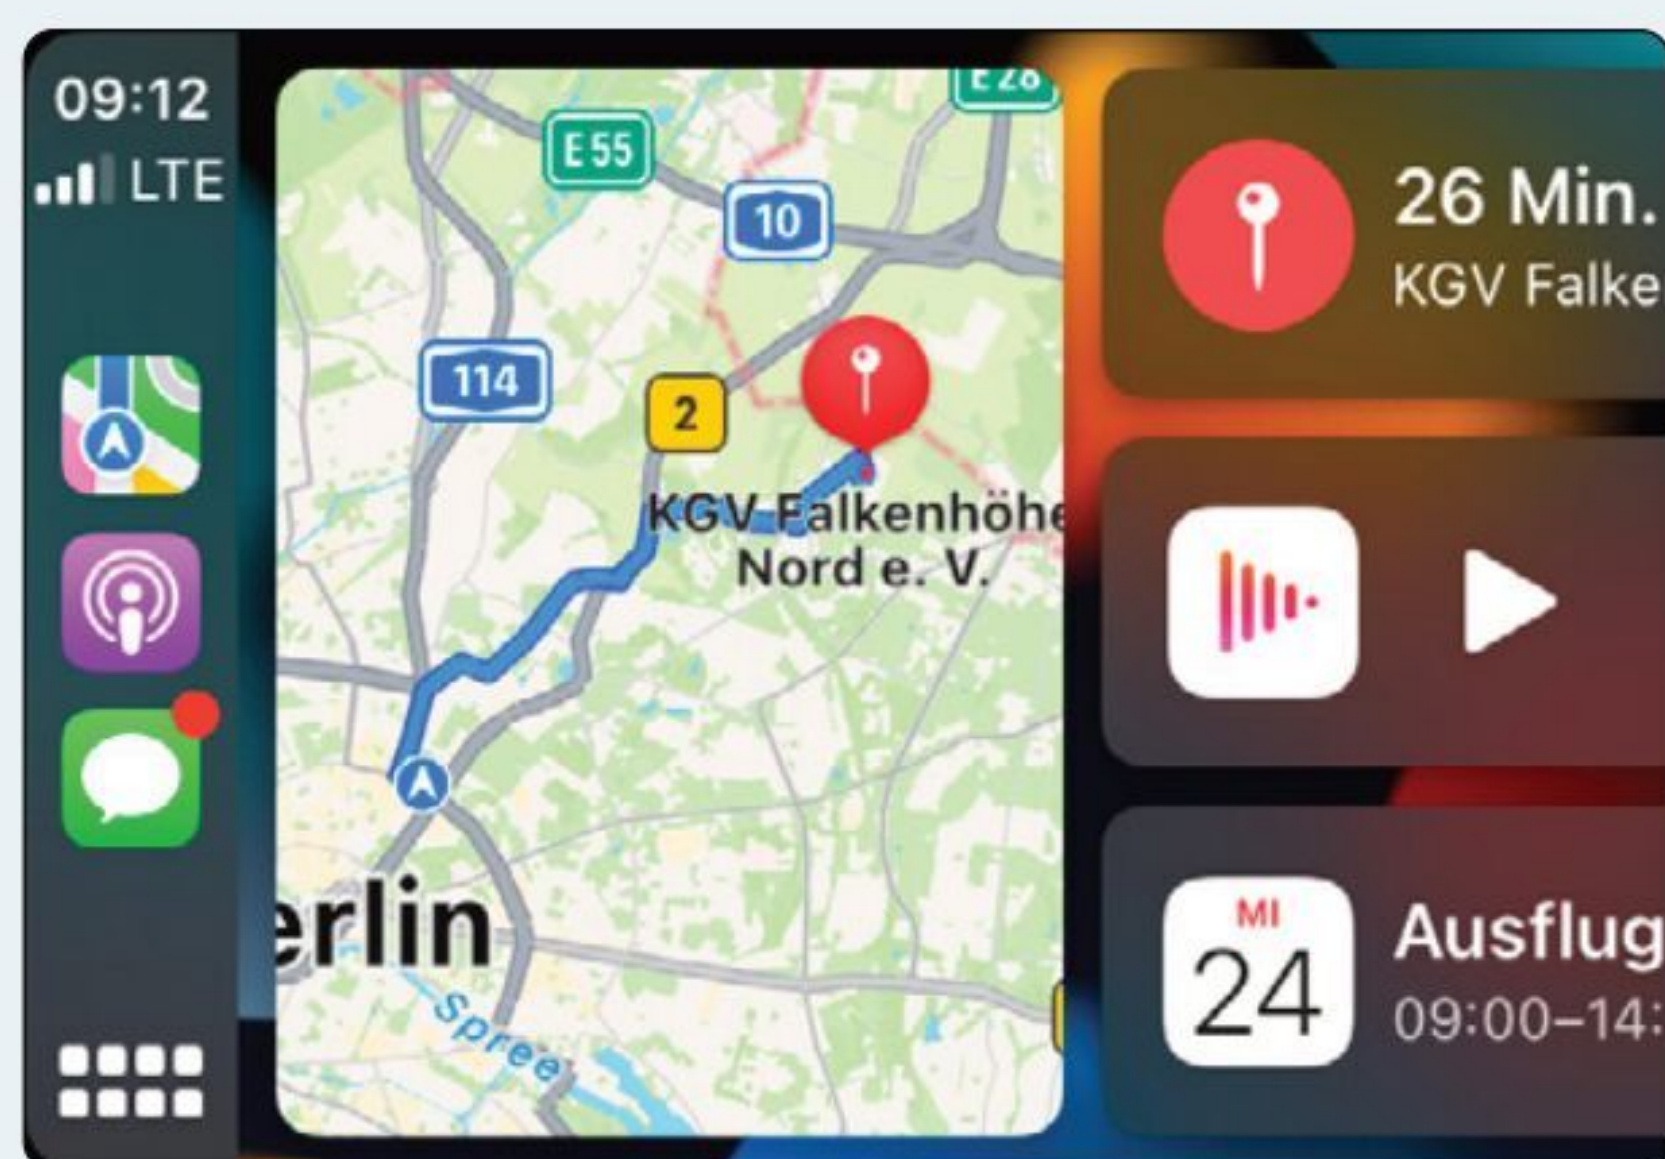 09:12
LTE
E 28
E 55
10
114
2
KGV Falkenhöhe
Nord e. V.
erlin
Spree
26 Min.
KGV Falke
MI
24
Ausflug
09:00–14: